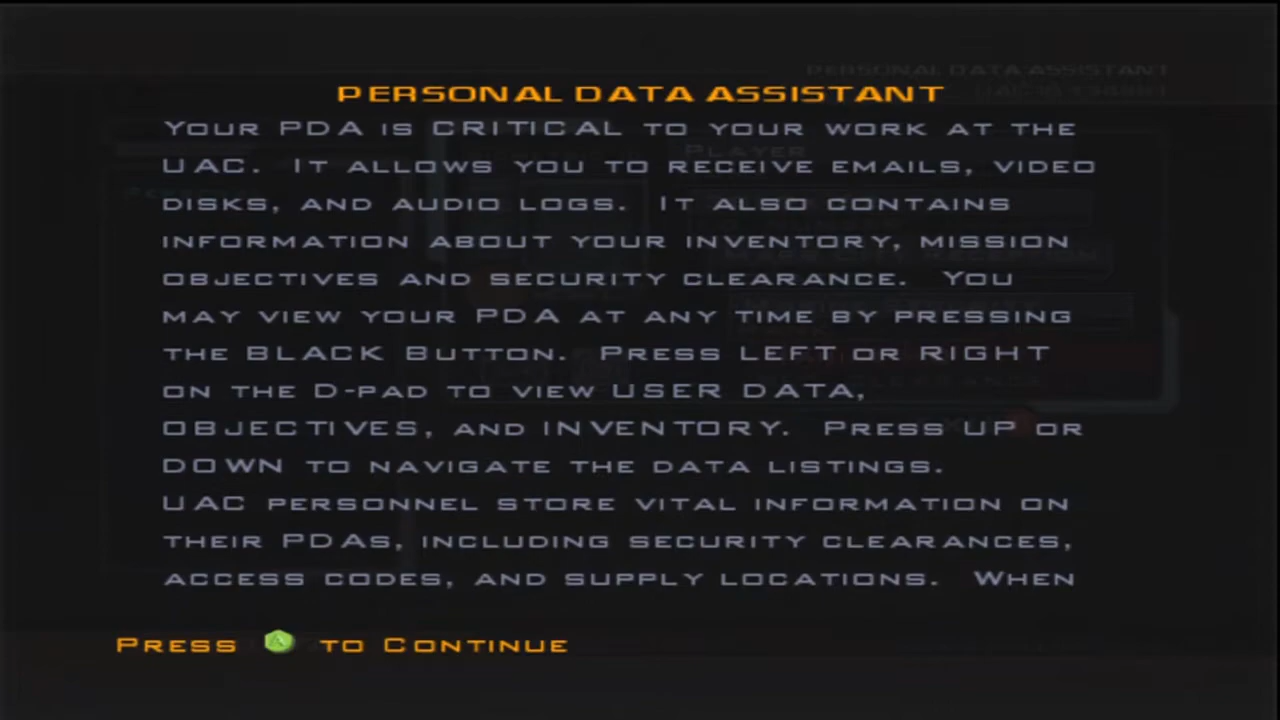 PERSONAL DATA ASSISTANT
PERSONAL DATA ASSISTANT
YOUR PDA IS CRITICAL TO YOUR WORK AT THE
PLAYER
UAC. IT ALLOWS YOU TO RECEIVE EMAILS, VIDEO
DISKS, AND AUDIO LOGS. IT ALSO CONTAINS
INFORMATION ABOUT YOUR INVENTORY, MISSION
OBJECTIVES AND SECURITY CLEARANCE. YOU
MAY VIEW YOUR PDA AT ANY TIME BY PRESSING
THE BLACK BUTTON. PRESS LEFT OR RIGHT
ON THE D-PAD TO VIEW USER DATA,
OBJECTIVES, AND INVENTORY. PRESS UP OR
DOWN TO NAVIGATE THE DATA LISTINGS.
UAC PERSONNEL STORE VITAL INFORMATION ON
THEIR PDAS, INCLUDING SECURITY CLEARANCES,
ACCESS CODES, AND SUPPLY LOCATIONS. WHEN
PRESS A TO CONTINUE